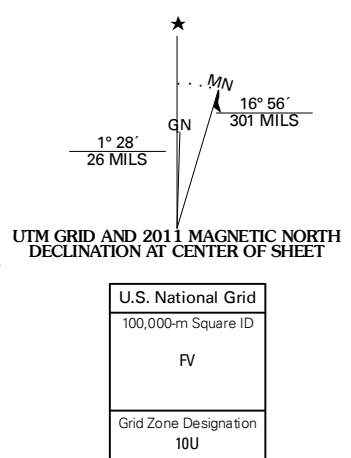 MN
16° 56´
301 MILS
GN
1° 28´
26 MILS
UTM GRID AND 2011 MAGNETIC NORTH
DECLINATION AT CENTER OF SHEET
U.S. National Grid
100,000-m Square ID
FV
Grid Zone Designation
10U